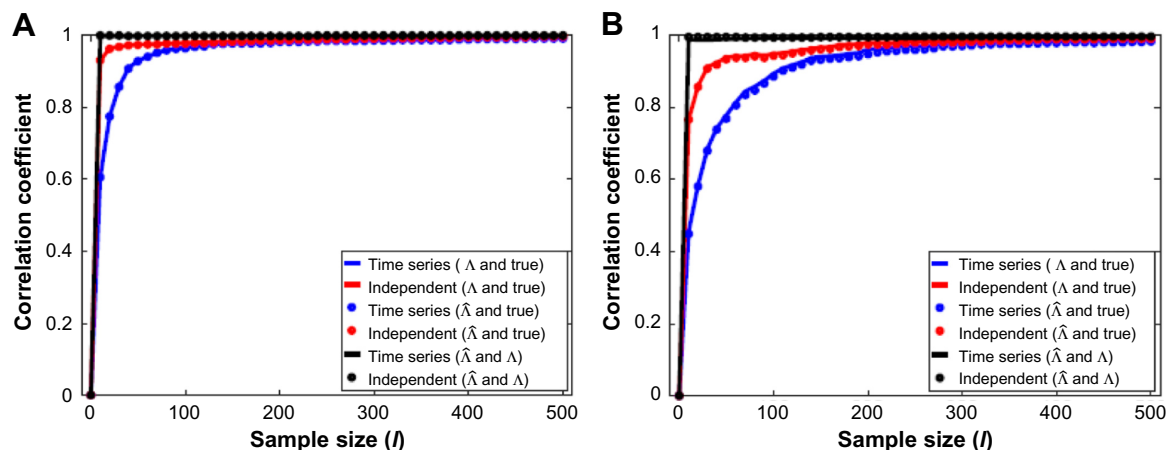 A
Correlation coefficient
1
0.8
0.6
0.4
0.2
0
0 100 200 300 400 500
Sample size (I)
Time series ( Λ and true)
Independent (Λ and true)
Time series (Λ̂ and true)
Independent (Λ̂ and true)
Time series (Λ̂ and Λ)
Independent (Λ̂ and Λ)
B
Correlation coefficient
1
0.8
0.6
0.4
0.2
0
0 100 200 300 400 500
Sample size (I)
Time series ( Λ and true)
Independent (Λ and true)
Time series (Λ̂ and true)
Independent (Λ̂ and true)
Time series (Λ̂ and Λ)
Independent (Λ̂ and Λ)